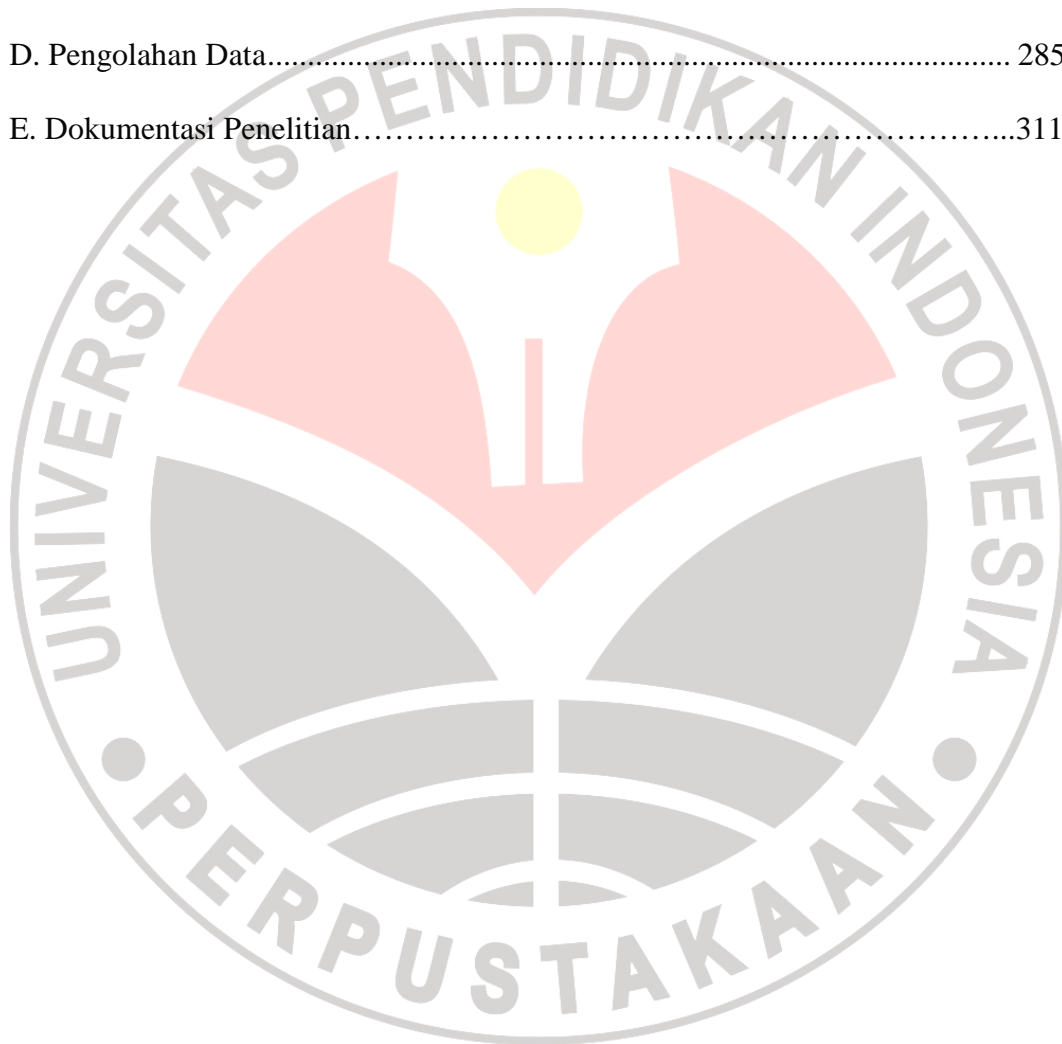 D. Pengolahan Data................................................................................... 285
E. Dokumentasi Penelitian……………………………………………………………...311
UNIVERSITAS PENDIDIKAN INDONESIA
PERPUSTAKAAN